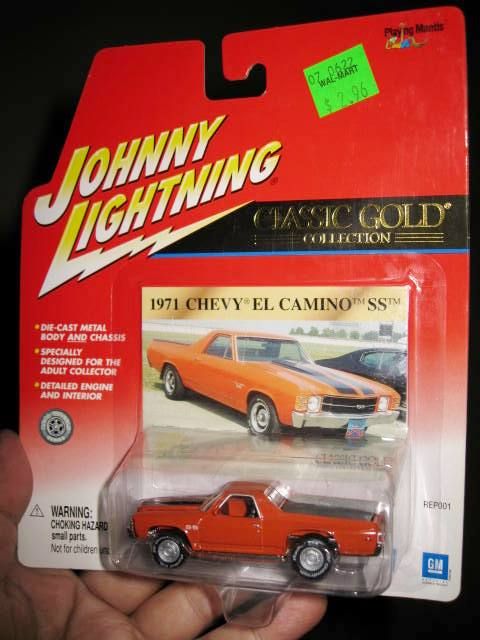 Playing Mantis
07 0622
WAL-MART
$ 2.96
JOHNNY
LIGHTNING®
CLASSIC GOLD®
COLLECTION
1971 CHEVY® EL CAMINO™ SS™
• DIE-CAST METAL
BODY AND CHASSIS
• SPECIALLY
DESIGNED FOR THE
ADULT COLLECTOR
• DETAILED ENGINE
AND INTERIOR
WARNING:
CHOKING HAZARD
small parts.
Not for children un
REP001
GM